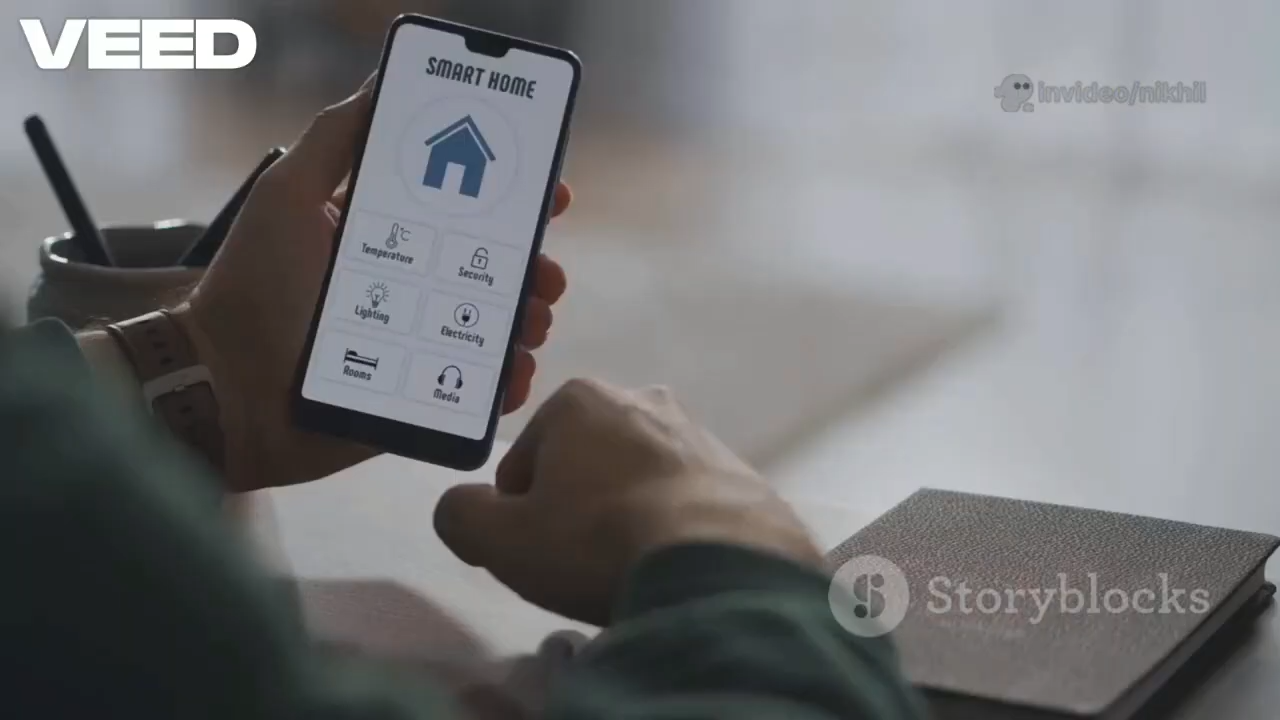 VEED
invideo/nikhil
SMART HOME
°C
Temperature
Security
Lighting
Electricity
Rooms
Media
Storyblocks